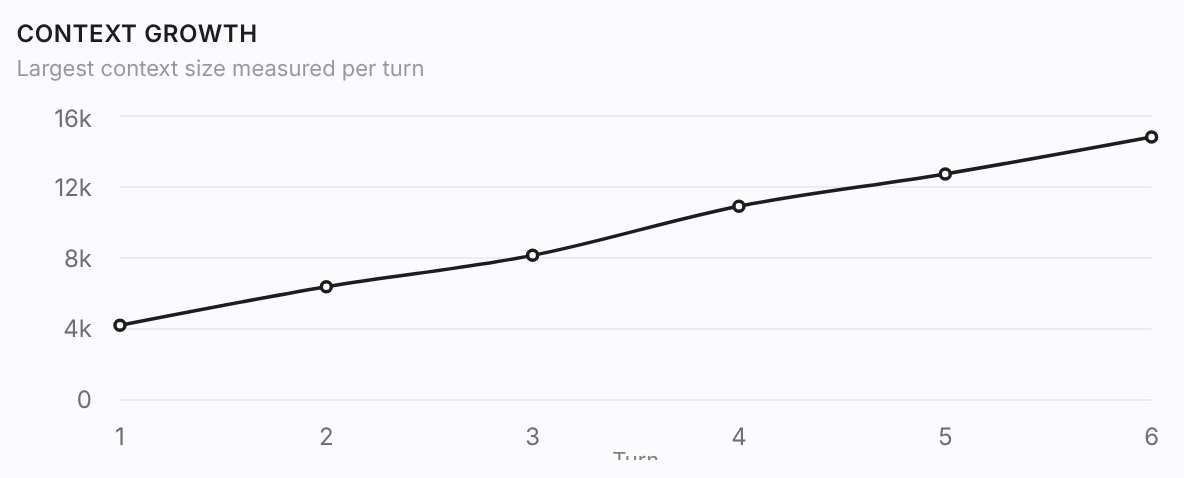 CONTEXT GROWTH
Largest context size measured per turn
16k
12k
8k
4k
0
1 2 3 4 5 6
Turn